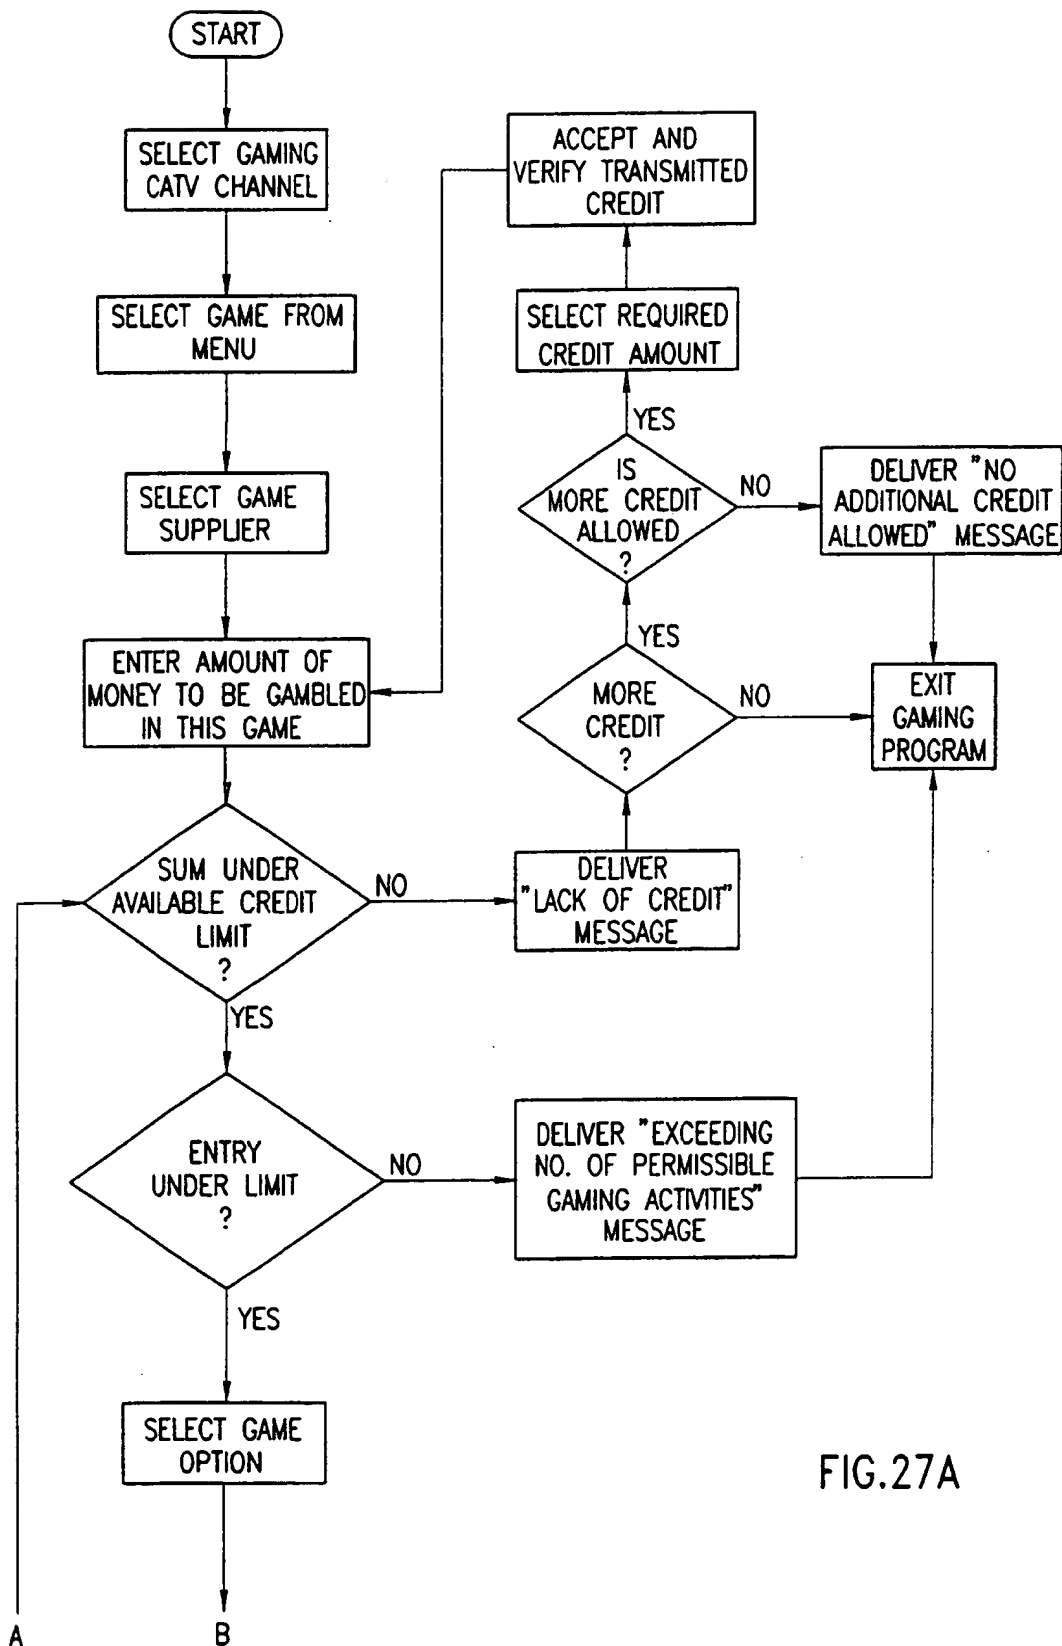 START
SELECT GAMING
CATV CHANNEL
SELECT GAME FROM
MENU
SELECT GAME
SUPPLIER
ENTER AMOUNT OF
MONEY TO BE GAMBLED
IN THIS GAME
SUM UNDER
AVAILABLE CREDIT
LIMIT
?
NO
YES
ENTRY
UNDER LIMIT
?
NO
YES
SELECT GAME
OPTION
A
B
ACCEPT AND
VERIFY TRANSMITTED
CREDIT
SELECT REQUIRED
CREDIT AMOUNT
YES
IS
MORE CREDIT
ALLOWED
?
NO
DELIVER "NO
ADDITIONAL CREDIT
ALLOWED" MESSAGE
YES
MORE
CREDIT
?
NO
EXIT
GAMING
PROGRAM
DELIVER
"LACK OF CREDIT"
MESSAGE
DELIVER "EXCEEDING
NO. OF PERMISSIBLE
GAMING ACTIVITIES"
MESSAGE
FIG.27A